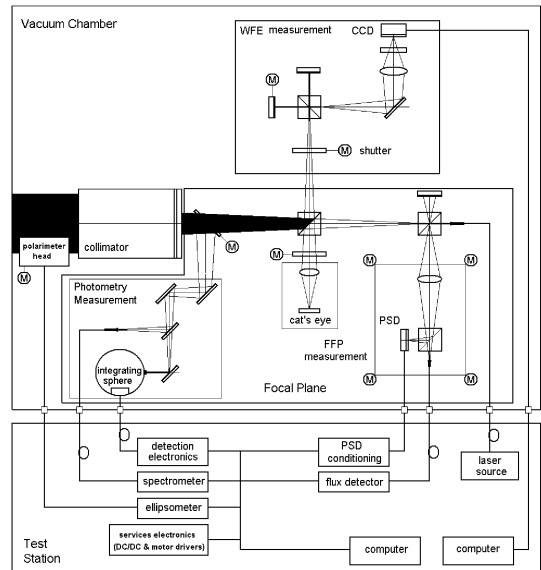 Vacuum Chamber
WFE measurement
CCD
M
M
shutter
polarimeter
head
collimator
M
M
M
M
M
Photometry
Measurement
cat's eye
PSD
FFP
measurement
integrating
sphere
M
M
Focal Plane
detection
electronics
PSD
conditioning
laser
source
spectrometer
flux detector
ellipsometer
services electronics
(DC/DC & motor drivers)
computer
computer
Test
Station